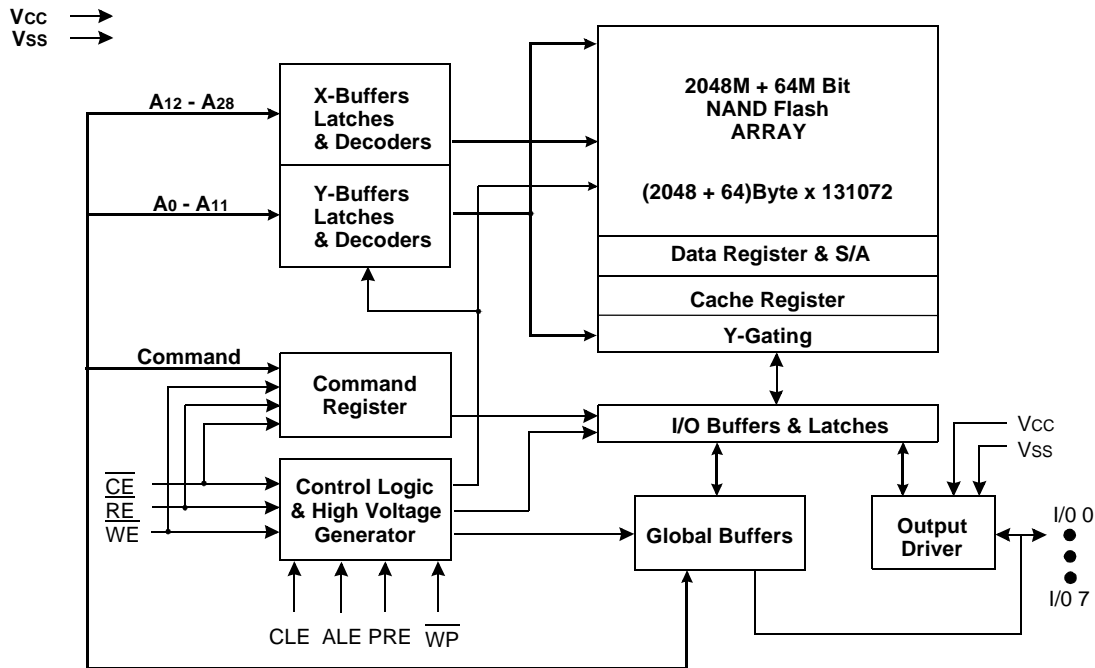 VCC
VSS
A12 - A28
X-Buffers
Latches
& Decoders
A0 - A11
Y-Buffers
Latches
& Decoders
2048M + 64M Bit
NAND Flash
ARRAY
(2048 + 64)Byte x 131072
Data Register & S/A
Cache Register
Y-Gating
Command
Command
Register
I/O Buffers & Latches
VCC
VSS
CE
RE
WE
Control Logic
& High Voltage
Generator
Global Buffers
Output
Driver
I/0 0
I/0 7
CLE
ALE
PRE
WP